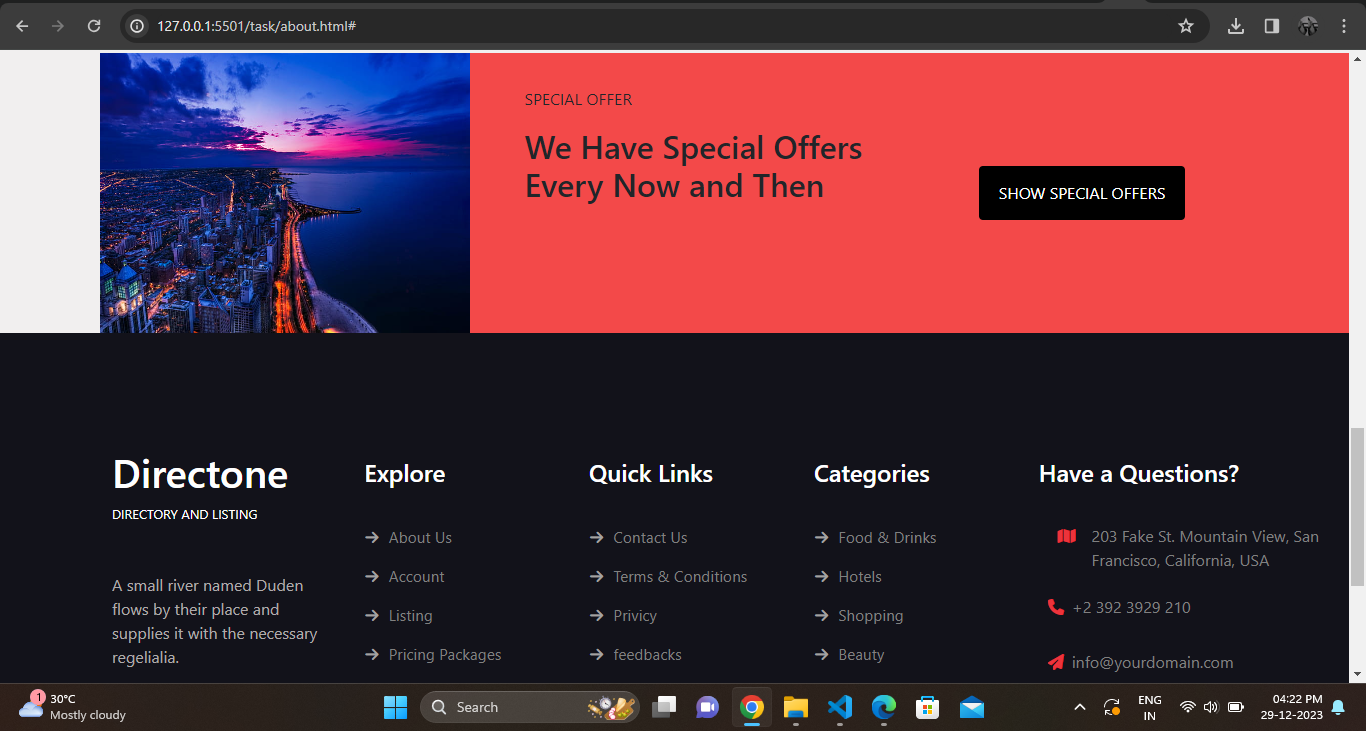 127.0.0.1:5501/task/about.html#
SPECIAL OFFER
We Have Special Offers
Every Now and Then
SHOW SPECIAL OFFERS
Directone
DIRECTORY AND LISTING
A small river named Duden
flows by their place and
supplies it with the necessary
regelialia.
Explore
About Us
Account
Listing
Pricing Packages
Quick Links
Contact Us
Terms & Conditions
Privicy
feedbacks
Categories
Food & Drinks
Hotels
Shopping
Beauty
Have a Questions?
203 Fake St. Mountain View, San
Francisco, California, USA
+2 392 3929 210
info@yourdomain.com
1
30°C
Mostly cloudy
Search
ENG
IN
04:22 PM
29-12-2023